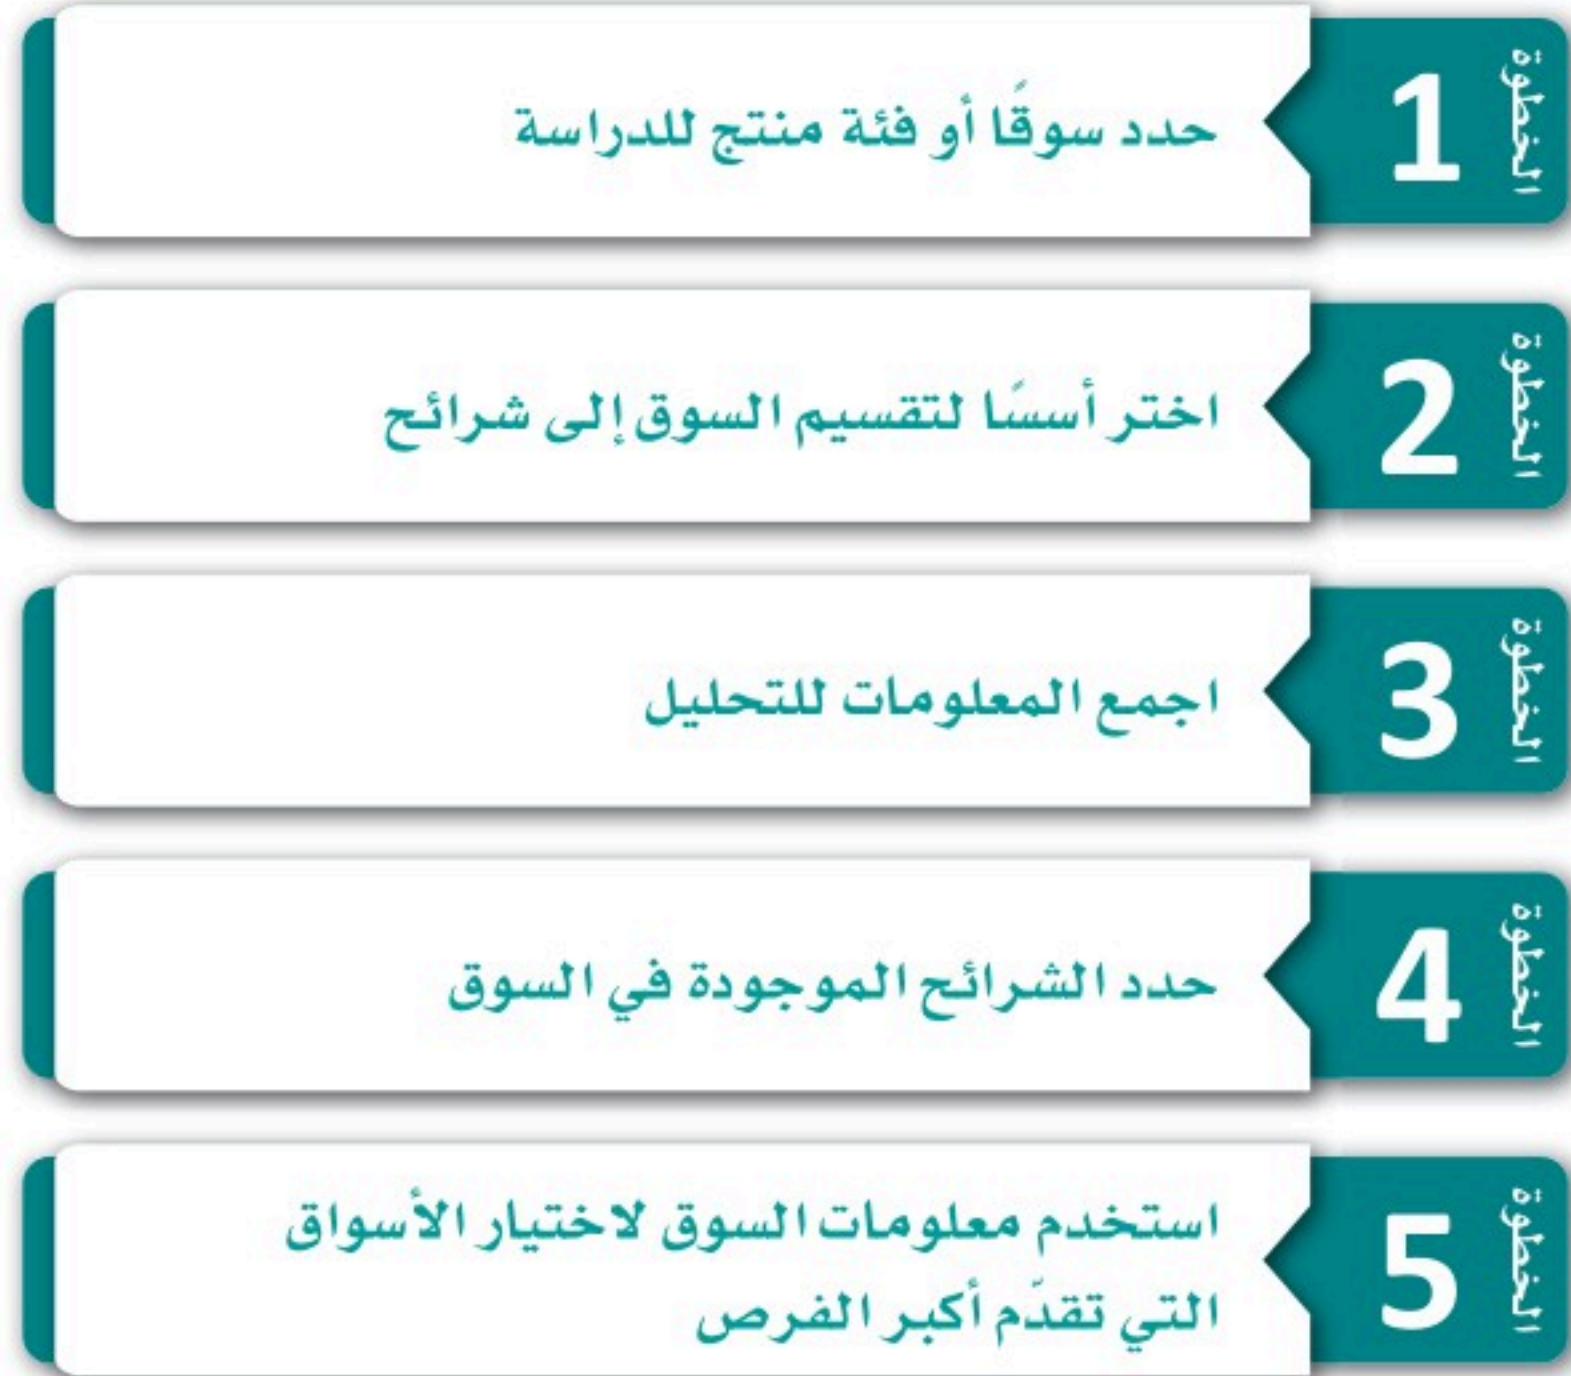 الخطوة
1
حدد سوقًا أو فئة منتج للدراسة
الخطوة
2
اختر أسسًا لتقسيم السوق إلى شرائح
الخطوة
3
اجمع المعلومات للتحليل
الخطوة
4
حدد الشرائح الموجودة في السوق
الخطوة
5
استخدم معلومات السوق لاختيار الأسواق
التي تقدّم أكبر الفرص